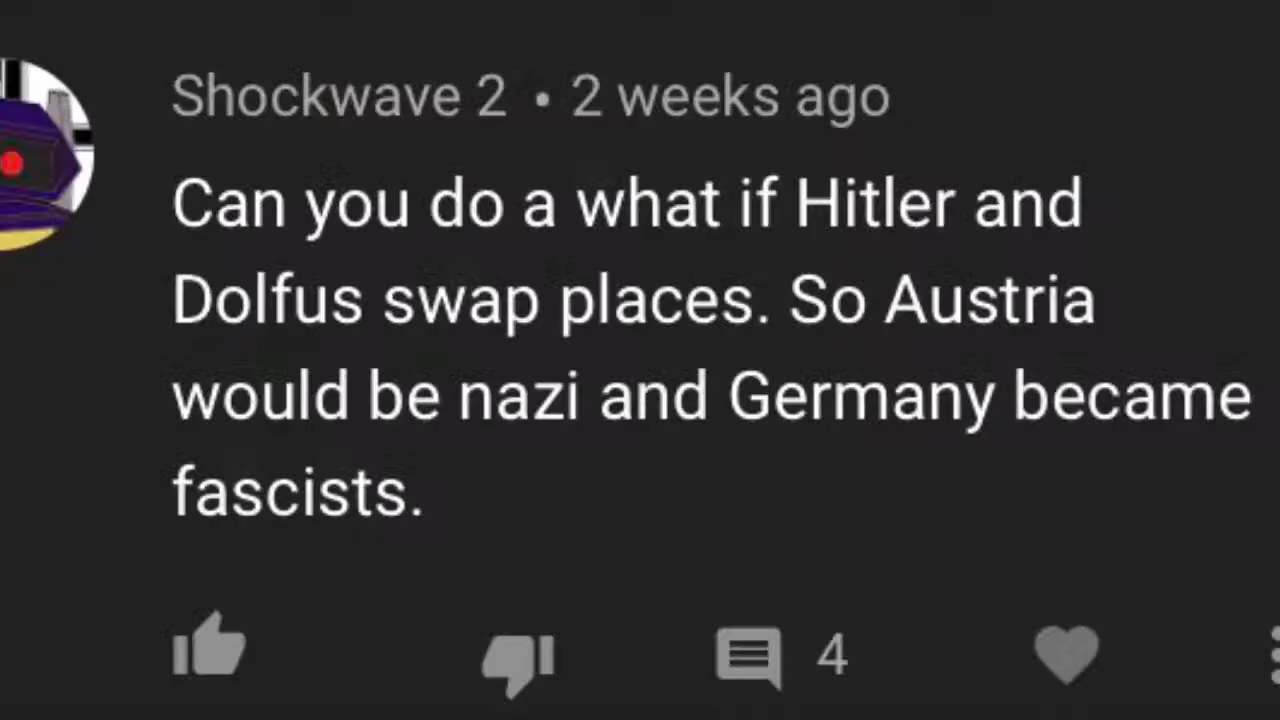 Shockwave 2 • 2 weeks ago
Can you do a what if Hitler and
Dolfus swap places. So Austria
would be nazi and Germany became
fascists.
4